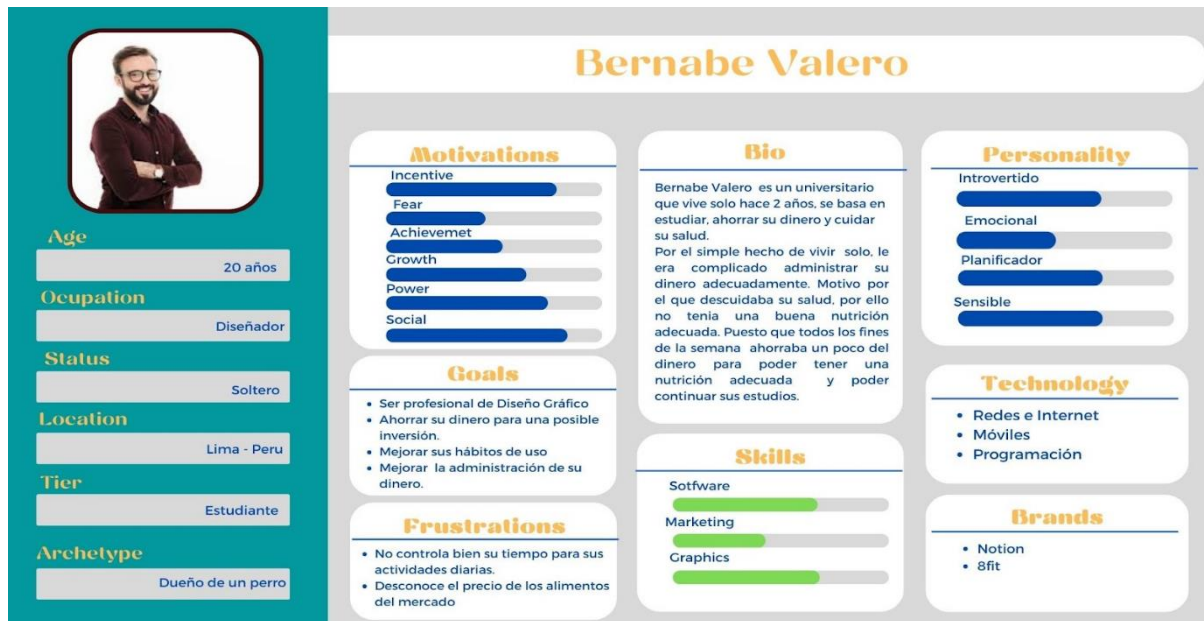 Bernabe Valero
Age
20 años
Ocupation
Diseñador
Status
Soltero
Location
Lima - Peru
Tier
Estudiante
Archetype
Dueño de un perro
Motivations
Incentive
Fear
Achievemet
Growth
Power
Social
Goals
• Ser profesional de Diseño Gráfico
• Ahorrar su dinero para una posible
inversión.
• Mejorar sus hábitos de uso
• Mejorar la administración de su
dinero.
Frustrations
• No controla bien su tiempo para sus
actividades diarias.
• Desconoce el precio de los alimentos
del mercado
Bio
Bernabe Valero es un universitario
que vive solo hace 2 años, se basa en
estudiar, ahorrar su dinero y cuidar
su salud.
Por el simple hecho de vivir solo, le
era complicado administrar su
dinero adecuadamente. Motivo por
el que descuidaba su salud, por ello
no tenia una buena nutrición
adecuada. Puesto que todos los fines
de la semana ahorraba un poco del
dinero para poder tener una
nutrición adecuada y poder
continuar sus estudios.
Skills
Sotfware
Marketing
Graphics
Personality
Introvertido
Emocional
Planificador
Sensible
Technology
• Redes e Internet
• Móviles
• Programación
Brands
• Notion
• 8fit